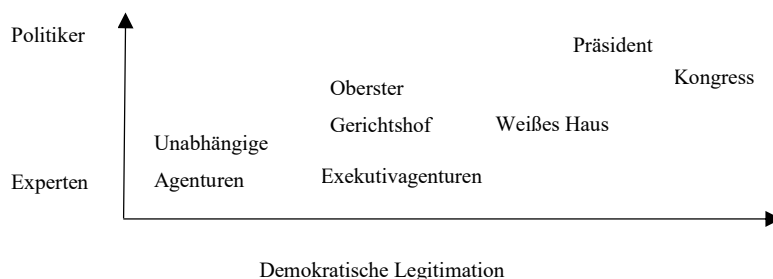 Politiker
Präsident
Kongress
Oberster
Gerichtshof
Weißes Haus
Unabhängige
Agenturen
Experten
Exekutivagenturen
Demokratische Legitimation